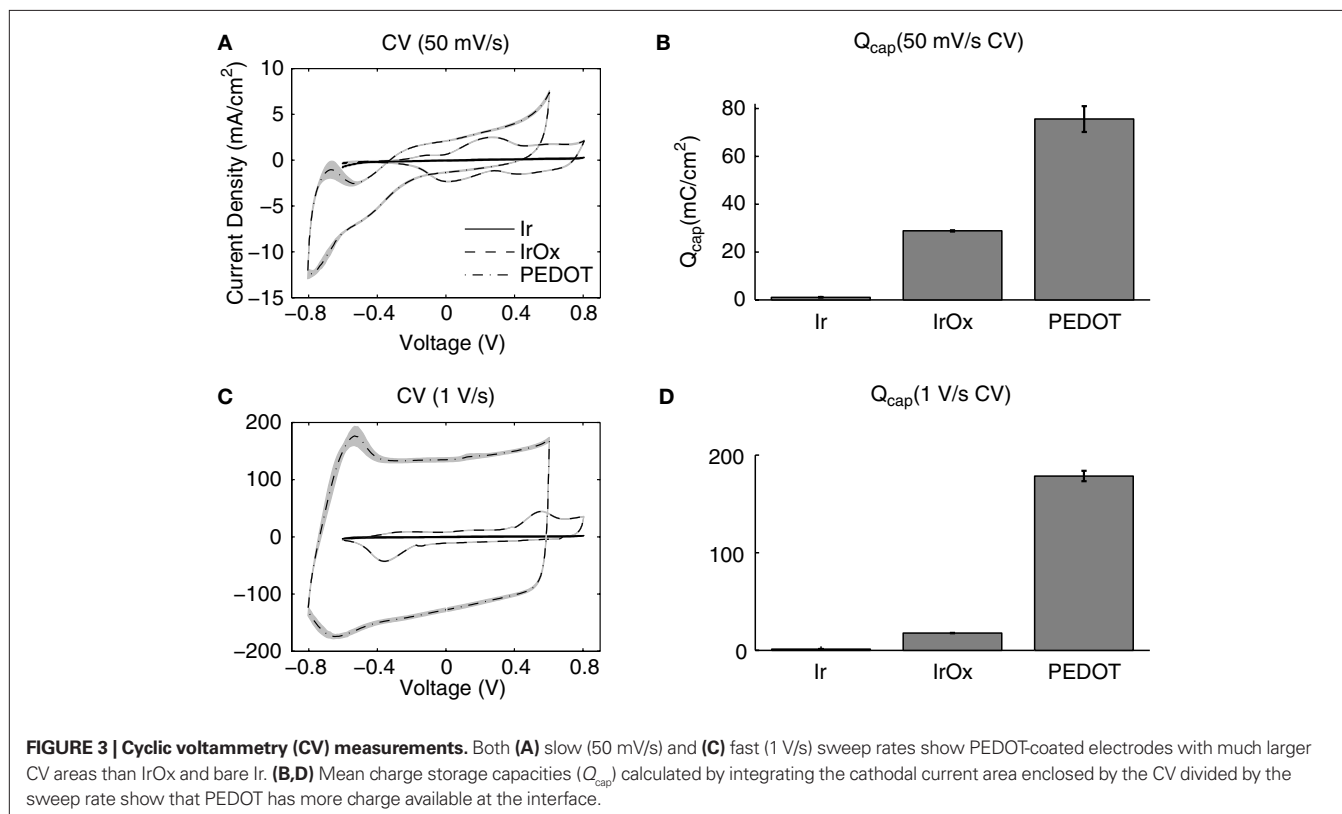 A
CV (50 mV/s)
10
5
0
−5
−10
−15
Current Density (mA/cm²)
Ir
IrOx
PEDOT
−0.8 −0.4 0 0.4 0.8
Voltage (V)
B
Q_cap(50 mV/s CV)
80
60
40
20
0
Q_cap(mC/cm²)
Ir IrOx PEDOT
C
CV (1 V/s)
200
100
0
−100
−200
−0.8 −0.4 0 0.4 0.8
Voltage (V)
D
Q_cap(1 V/s CV)
200
100
0
Ir IrOx PEDOT
FIGURE 3 | Cyclic voltammetry (CV) measurements. Both (A) slow (50 mV/s) and (C) fast (1 V/s) sweep rates show PEDOT-coated electrodes with much larger
CV areas than IrOx and bare Ir. (B,D) Mean charge storage capacities (Q_cap) calculated by integrating the cathodal current area enclosed by the CV divided by the
sweep rate show that PEDOT has more charge available at the interface.